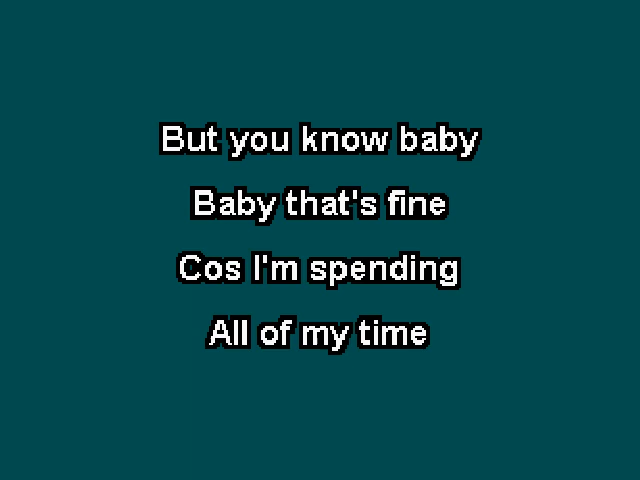 But you know baby
Baby that's fine
Cos I'm spending
All of my time